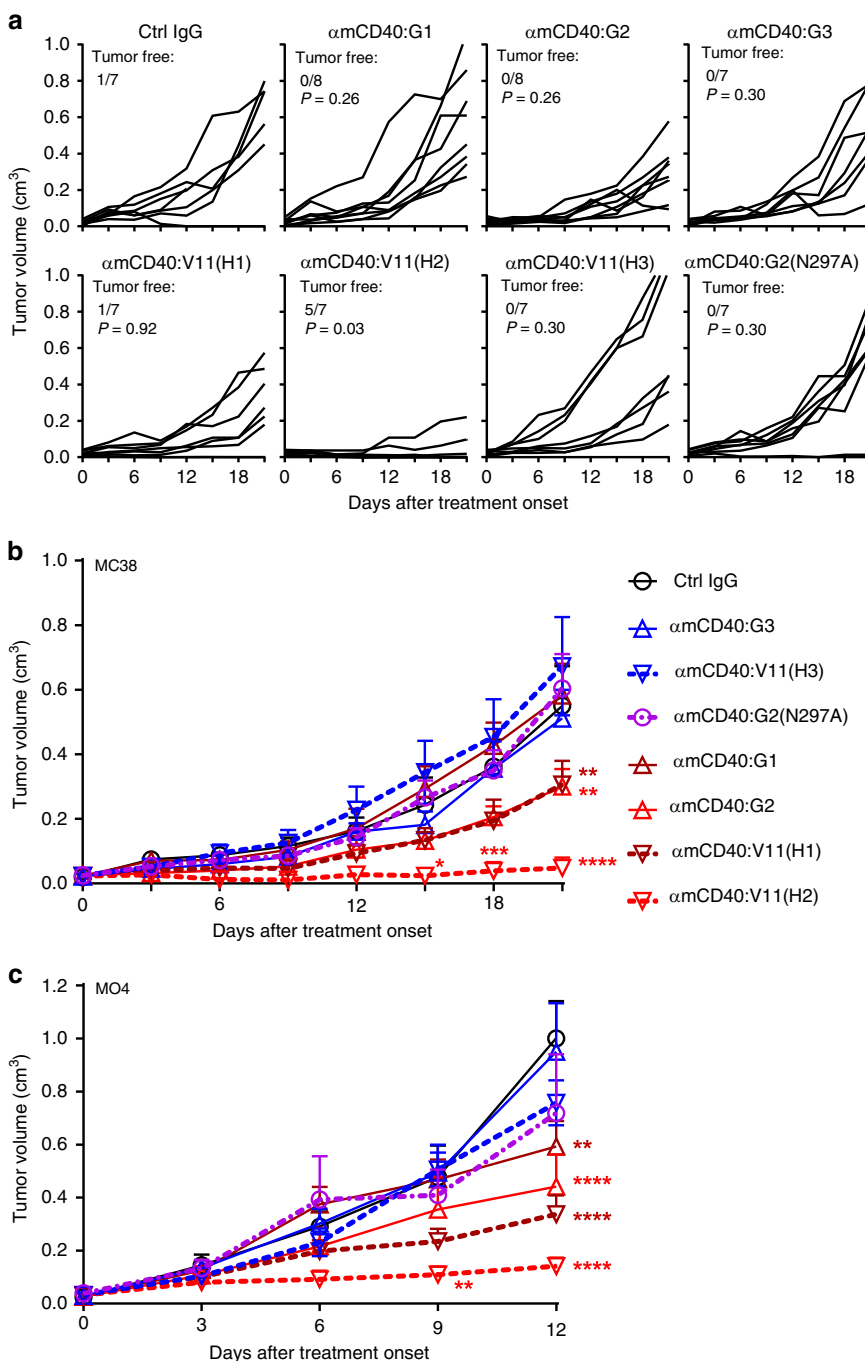 a
Ctrl IgG
αmCD40:G1
αmCD40:G2
αmCD40:G3
Tumor free:
1/7
Tumor free:
0/8
P = 0.26
Tumor free:
0/8
P = 0.26
Tumor free:
0/7
P = 0.30
1.0
0.8
0.6
0.4
0.2
0.0
αmCD40:V11(H1)
αmCD40:V11(H2)
αmCD40:V11(H3)
αmCD40:G2(N297A)
Tumor free:
1/7
P = 0.92
Tumor free:
5/7
P = 0.03
Tumor free:
0/7
P = 0.30
Tumor free:
0/7
P = 0.30
1.0
0.8
0.6
0.4
0.2
0.0
0 6 12 18
0 6 12 18
0 6 12 18
0 6 12 18
Tumor volume (cm³)
Days after treatment onset
b
MC38
1.0
0.8
0.6
0.4
0.2
0.0
Tumor volume (cm³)
**
**
*
***
****
0 6 12 18
Days after treatment onset
Ctrl IgG
αmCD40:G3
αmCD40:V11(H3)
αmCD40:G2(N297A)
αmCD40:G1
αmCD40:G2
αmCD40:V11(H1)
αmCD40:V11(H2)
c
MO4
1.2
1.0
0.8
0.6
0.4
0.2
0.0
Tumor volume (cm³)
**
****
****
****
**
0 3 6 9 12
Days after treatment onset